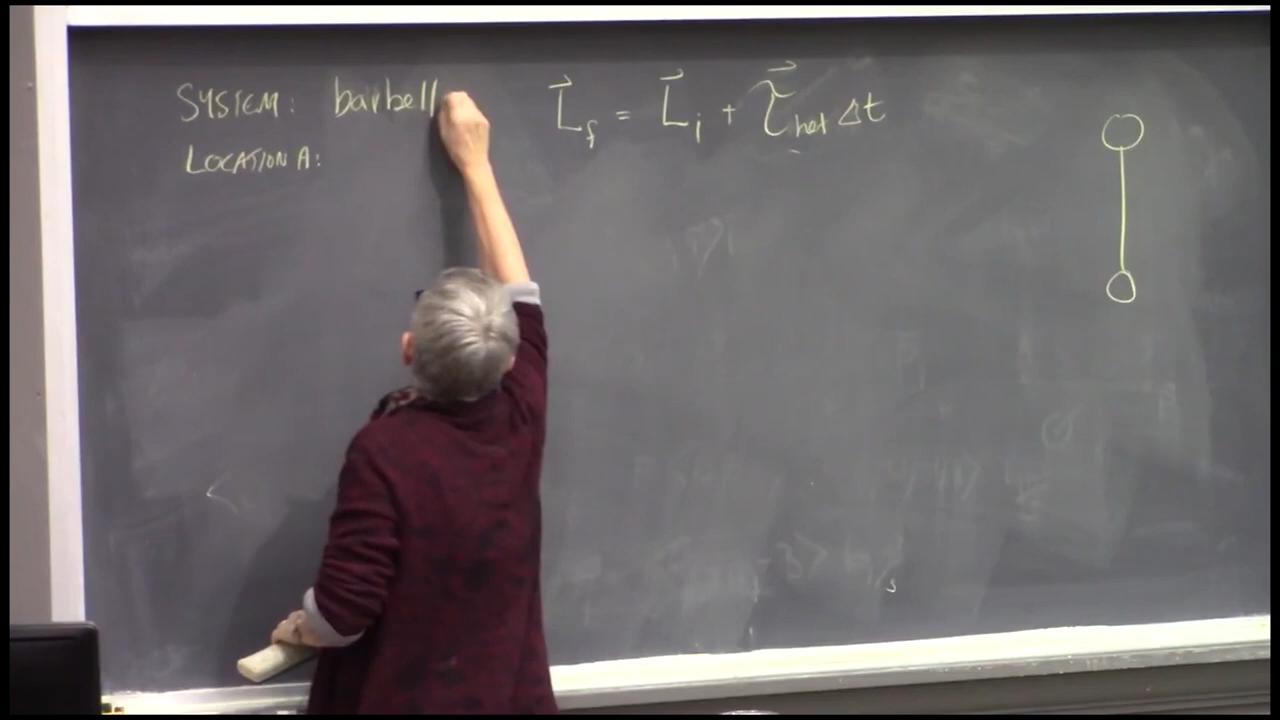 SYSTEM: barbell
L⃗f = L⃗i + τ⃗net Δt
LOCATION A: